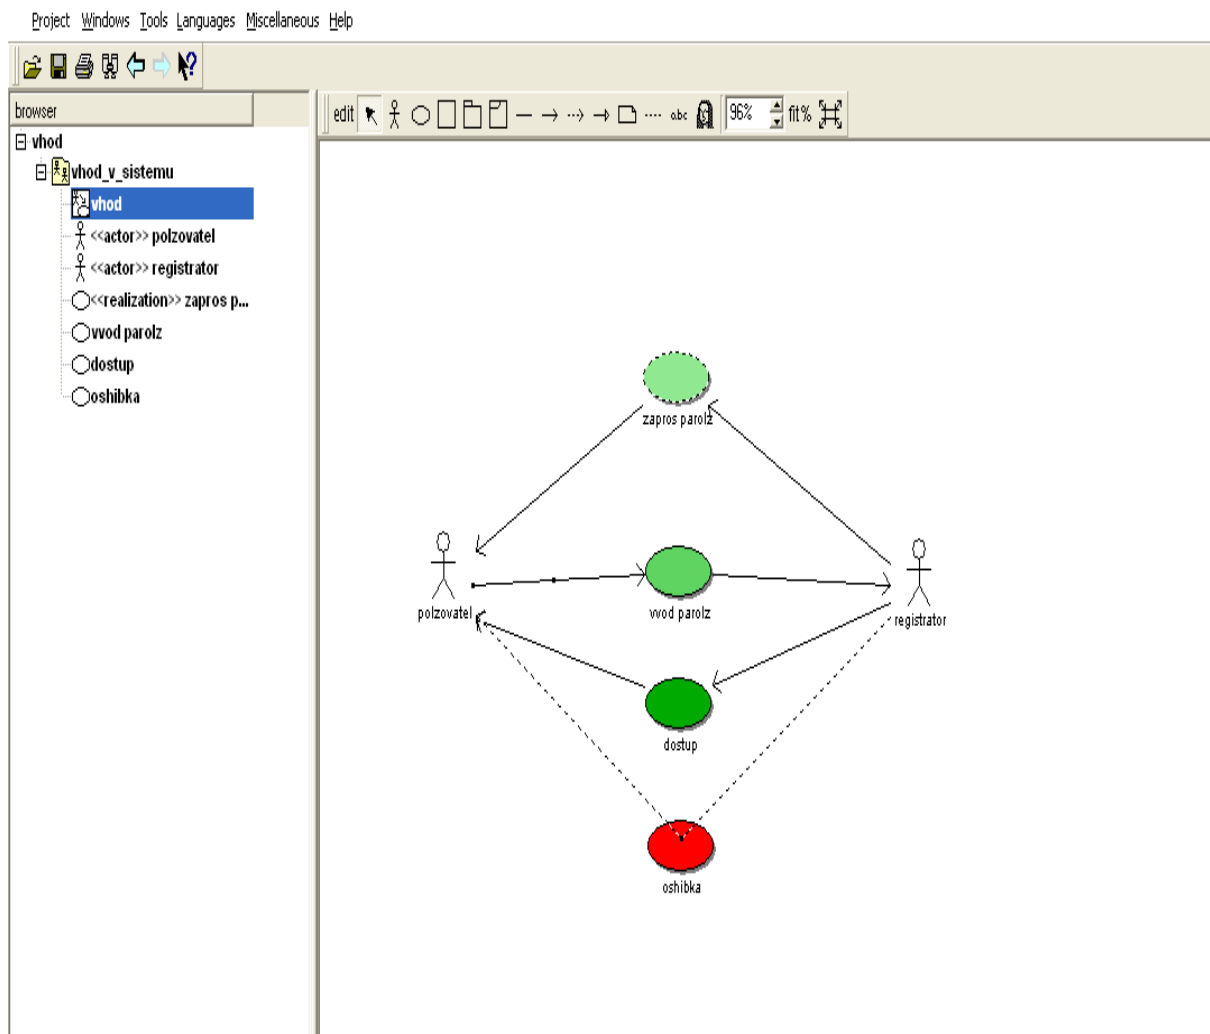 Project Windows Tools Languages Miscellaneous Help
browser
edit abc 96% fit%
vhod
vhod_v_sistemu
vhod
<<actor>> polzovatel
<<actor>> registrator
<<realization>> zapros p...
vvod parolz
dostup
oshibka
zapros parolz
polzovatel
vvod parolz
registrator
dostup
oshibka